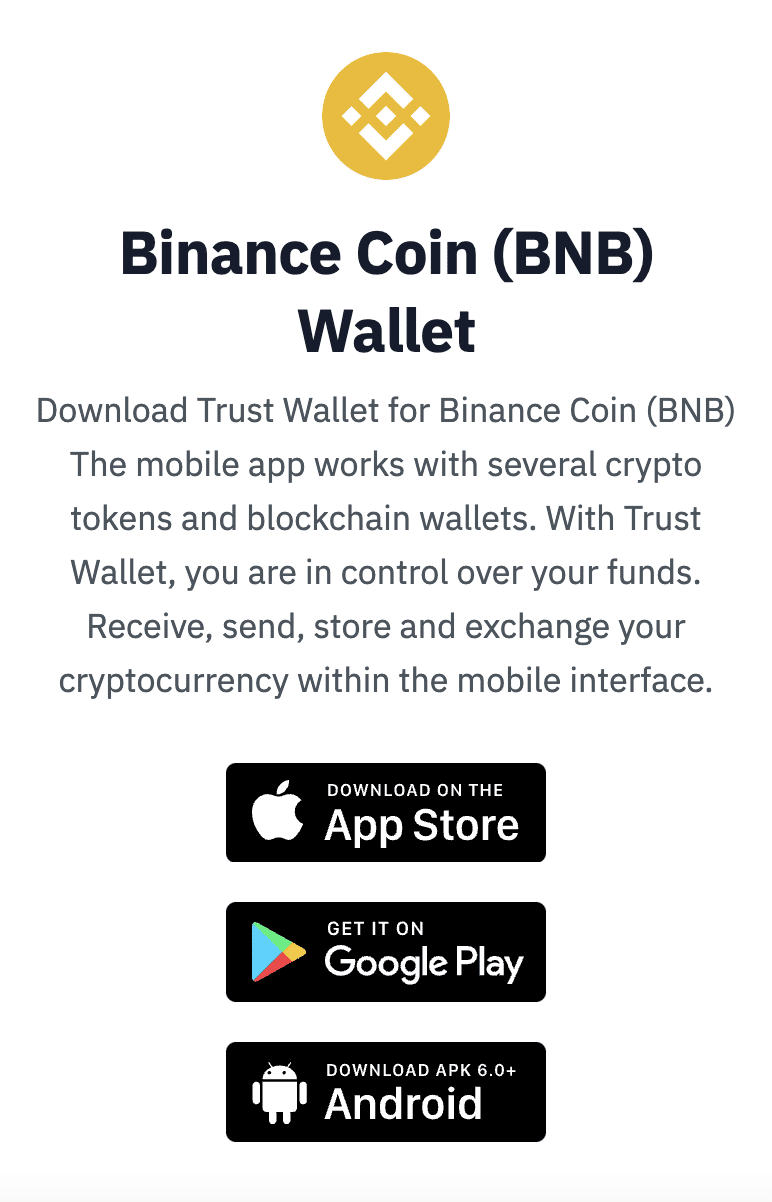 Binance Coin (BNB)
Wallet
Download Trust Wallet for Binance Coin (BNB)
The mobile app works with several crypto
tokens and blockchain wallets. With Trust
Wallet, you are in control over your funds.
Receive, send, store and exchange your
cryptocurrency within the mobile interface.
DOWNLOAD ON THE
App Store
GET IT ON
Google Play
DOWNLOAD APK 6.0+
Android